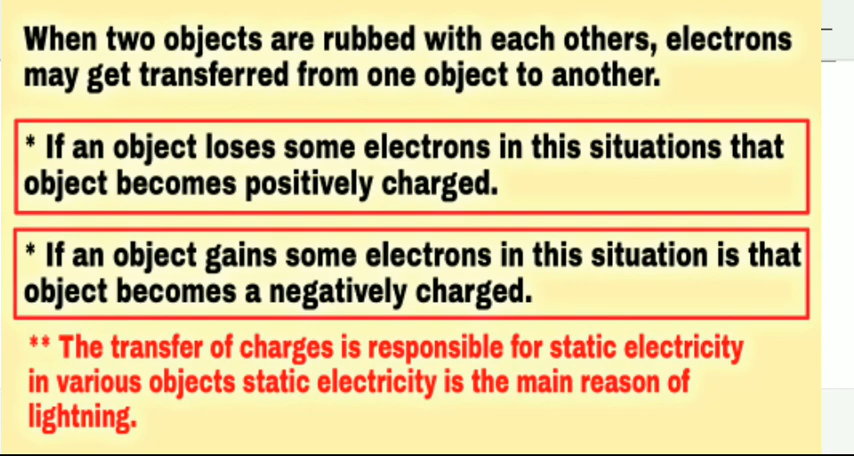 When two objects are rubbed with each others, electrons
may get transferred from one object to another.
* If an object loses some electrons in this situations that
object becomes positively charged.
* If an object gains some electrons in this situation is that
object becomes a negatively charged.
** The transfer of charges is responsible for static electricity
in various objects static electricity is the main reason of
lightning.